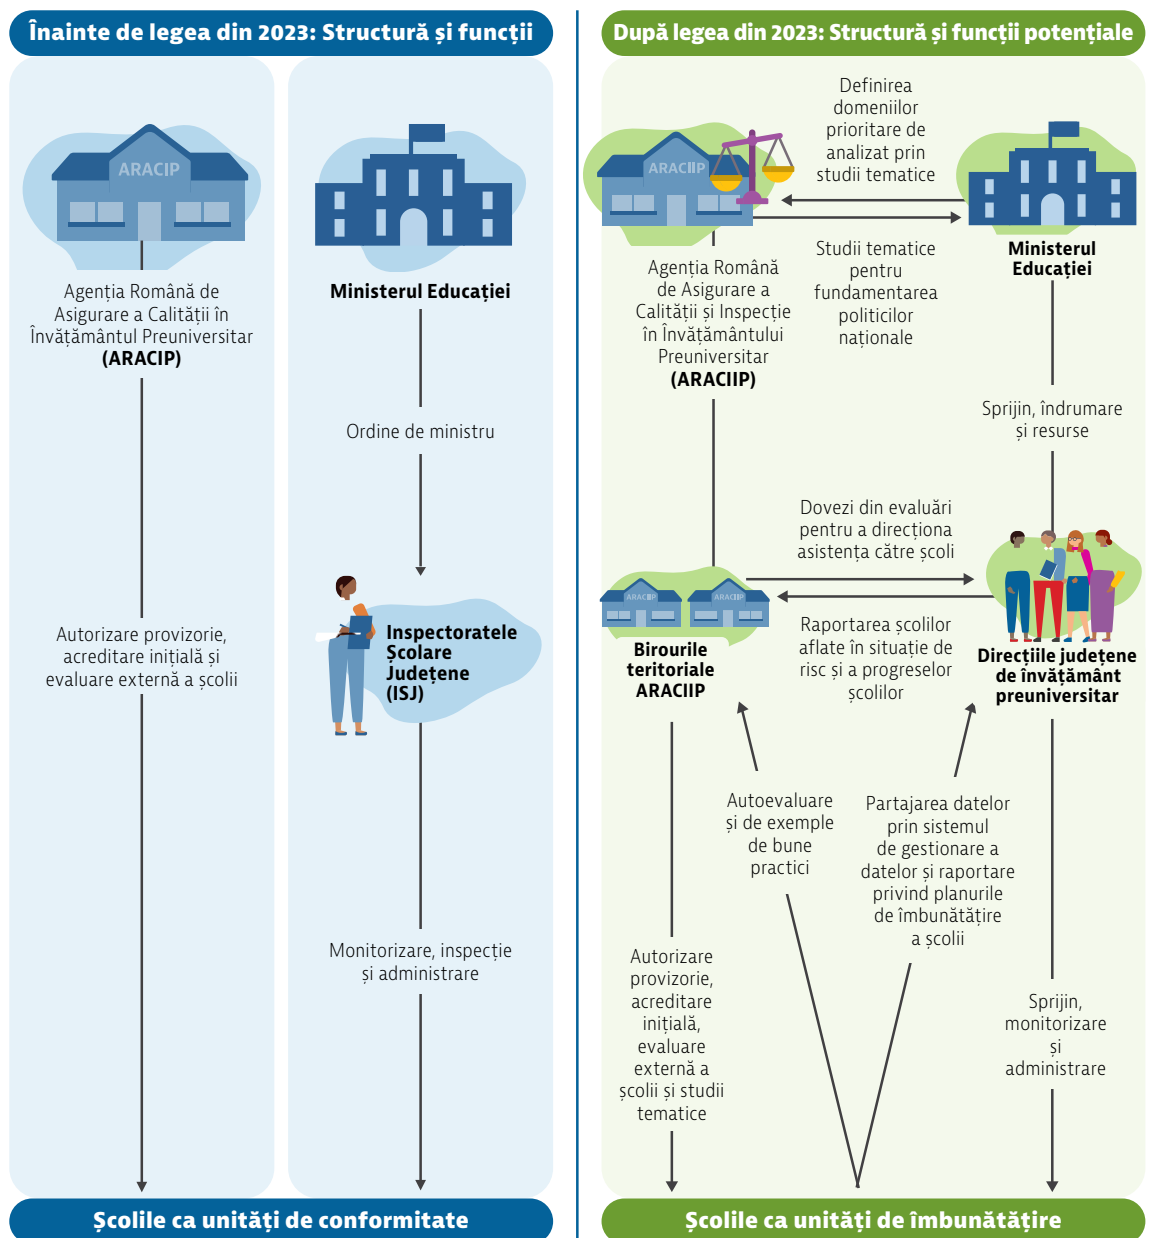 Înainte de legea din 2023: Structură și funcții
ARACIP
Agenția Română de
Asigurare a Calității în
Învățământul Preuniversitar
(ARACIP)
Autorizare provizorie,
acreditare inițială și
evaluare externă a școlii
Ministerul Educației
Ordine de ministru
Inspectoratele
Școlare
Județene
(ISJ)
Monitorizare, inspecție
și administrare
Școlile ca unități de conformitate
După legea din 2023: Structură și funcții potențiale
ARACIIP
Agenția Română
de Asigurare a
Calității și Inspecție
în Învățământului
Preuniversitar
(ARACIIP)
Definirea
domeniilor
prioritare de
analizat prin
studii tematice
Studii tematice
pentru
fundamentarea
politicilor
naționale
Ministerul
Educației
Sprijin, îndrumare
și resurse
Dovezi din evaluări
pentru a direcționa
asistența către școli
ARACIIP
ARACIIP
Birourile
teritoriale
ARACIIP
Raportarea școlilor
aflate în situație de
risc și a progreselor
școlilor
Direcțiile județene
de învățământ
preuniversitar
Autoevaluare
și de exemple
de bune
practici
Partajarea datelor
prin sistemul
de gestionare a
datelor și raportare
privind planurile
de îmbunătățire
a școlii
Autorizare
provizorie,
acreditare
inițială,
evaluare
externă a
școlii și studii
tematice
Sprijin,
monitorizare
și
administrare
Școlile ca unități de îmbunătățire